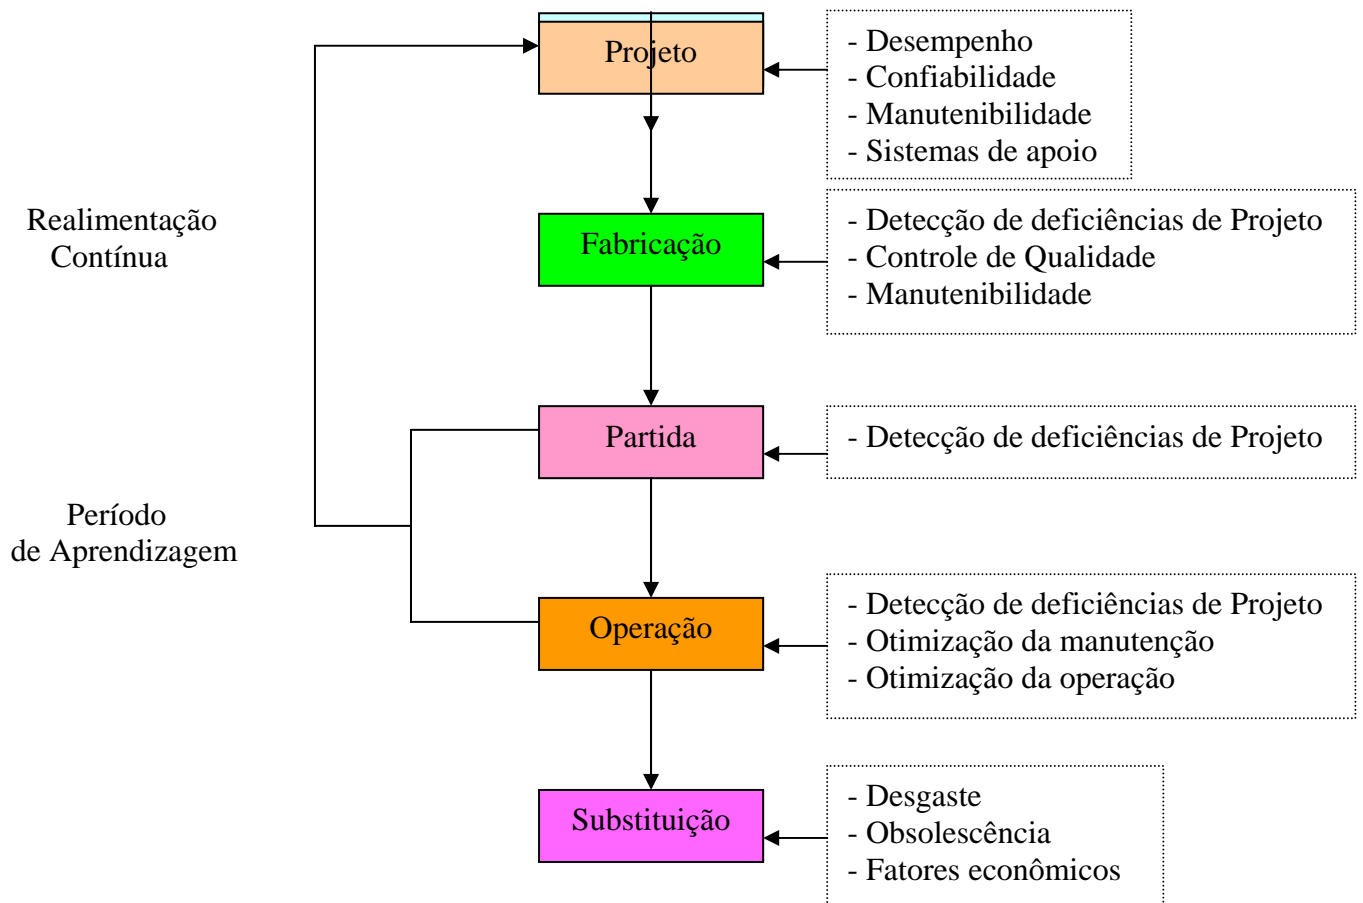 Projeto
- Desempenho
- Confiabilidade
- Manutenibilidade
- Sistemas de apoio
Realimentação
Contínua
Fabricação
- Detecção de deficiências de Projeto
- Controle de Qualidade
- Manutenibilidade
Partida
- Detecção de deficiências de Projeto
Período
de Aprendizagem
Operação
- Detecção de deficiências de Projeto
- Otimização da manutenção
- Otimização da operação
Substituição
- Desgaste
- Obsolescência
- Fatores econômicos